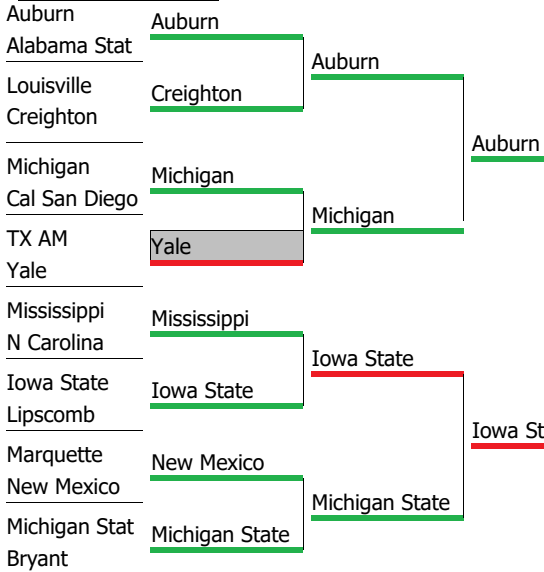 Auburn
Alabama Stat
Louisville
Creighton
Michigan
Cal San Diego
TX AM
Yale
Mississippi
N Carolina
Iowa State
Lipscomb
Marquette
New Mexico
Michigan Stat
Bryant
Auburn
Creighton
Michigan
Yale
Mississippi
Iowa State
New Mexico
Michigan State
Auburn
Michigan
Iowa State
Michigan State
Auburn
Iowa St